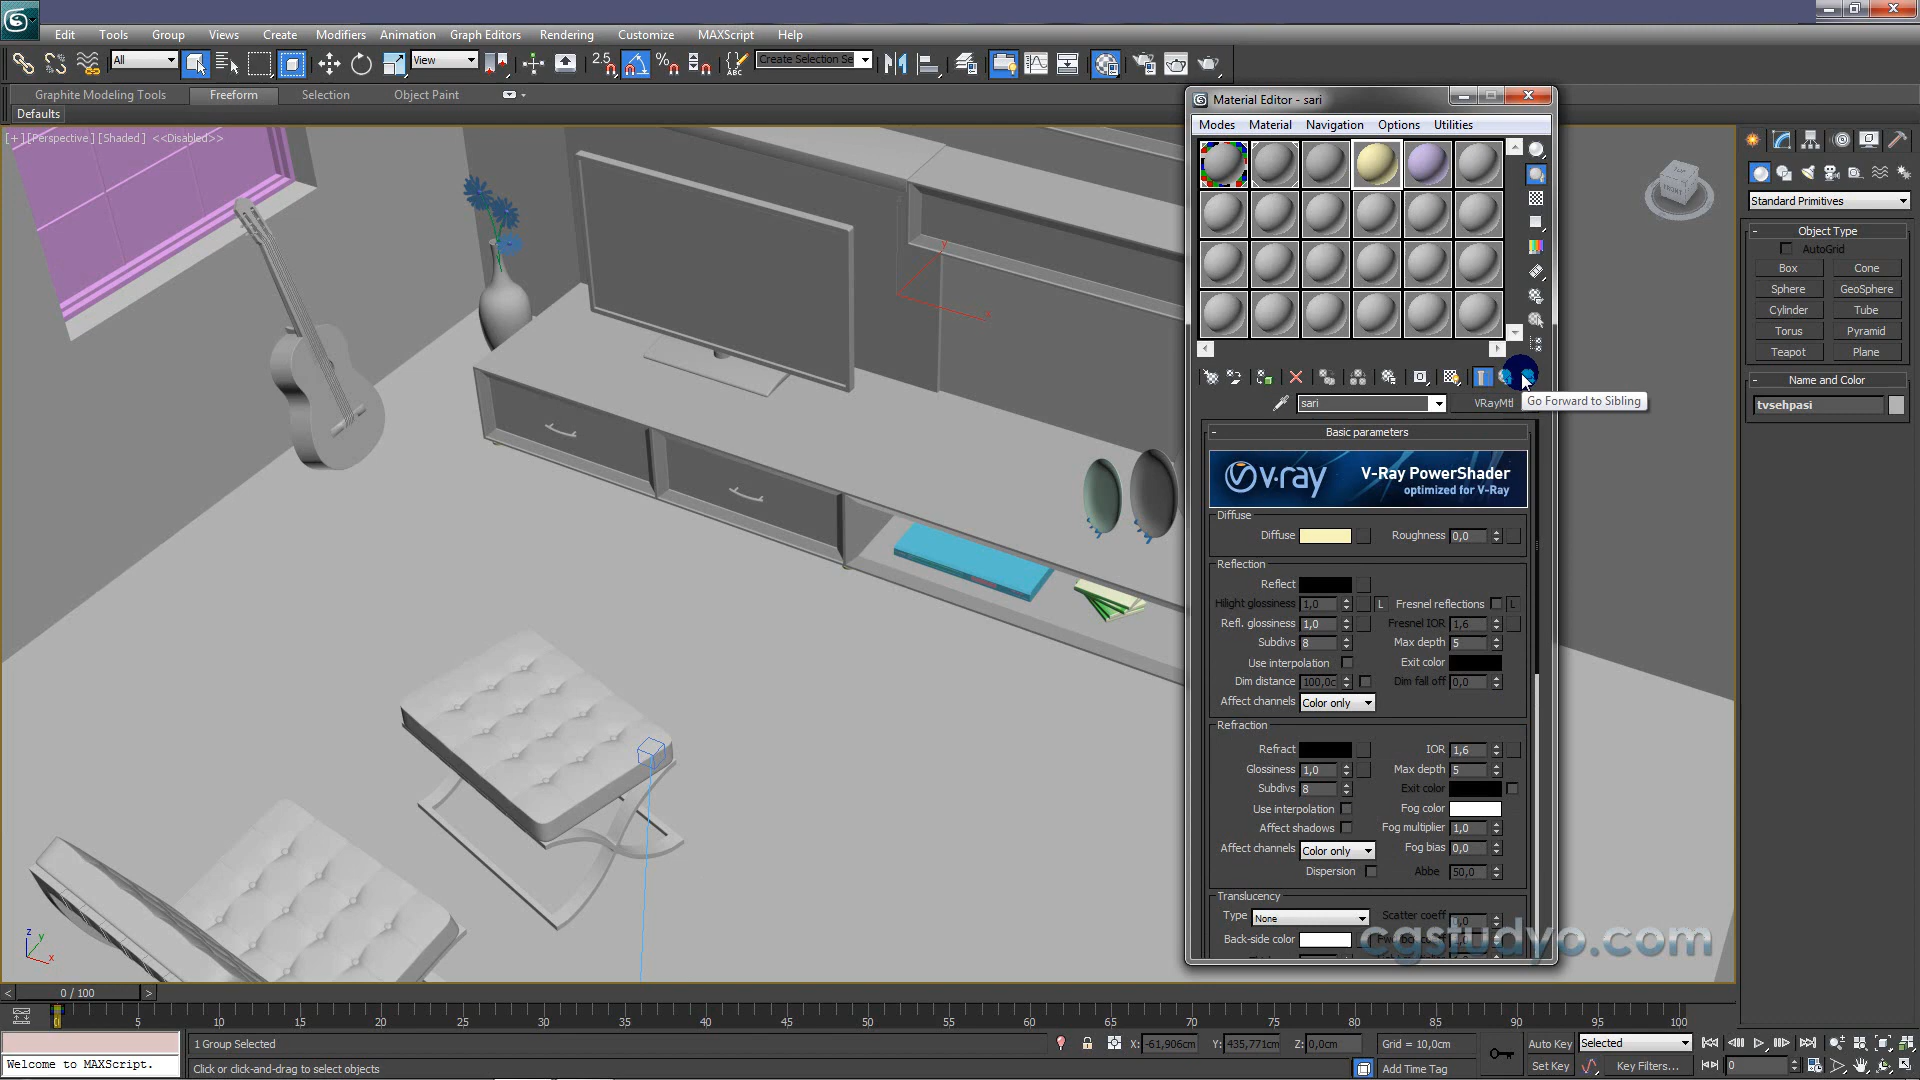 Edit Tools Group Views Create Modifiers Animation Graph Editors Rendering Customize MAXScript Help
All View 2.5 Create Selection Se
Graphite Modeling Tools Freeform Selection Object Paint
Defaults
[+][Perspective][Shaded] <<Disabled>>
y
x
z
y
x
TOP
FRONT
Material Editor - sari
Modes Material Navigation Options Utilities
sari VRayMtl
Go Forward to Sibling
- Basic parameters
v·ray V-Ray PowerShader
optimized for V-Ray
Diffuse
Diffuse Roughness 0,0
Reflection
Reflect
Hilight glossiness 1,0 L Fresnel reflections L
Refl. glossiness 1,0 Fresnel IOR 1,6
Subdivs 8 Max depth 5
Use interpolation Exit color
Dim distance 100,0c Dim fall off 0,0
Affect channels Color only
Refraction
Refract IOR 1,6
Glossiness 1,0 Max depth 5
Subdivs 8 Exit color
Use interpolation Fog color
Affect shadows Fog multiplier 1,0
Affect channels Color only Fog bias 0,0
Dispersion Abbe 50,0
Translucency
Type None Scatter coeff 0,0
Back-side color
cgstudyo.com
Standard Primitives
- Object Type
AutoGrid
Box Cone
Sphere GeoSphere
Cylinder Tube
Torus Pyramid
Teapot Plane
- Name and Color
tvsehpasi
< 0 / 100 >
0 5 10 15 20 25 30 35 40 45 50 55 60 65 70 75 80 85 90 95 100
Welcome to MAXScript.
1 Group Selected
Click or click-and-drag to select objects
X: -61,906cm Y: 435,771cm Z: 0,0cm Grid = 10,0cm
Add Time Tag
Auto Key Selected
Set Key Key Filters...
0